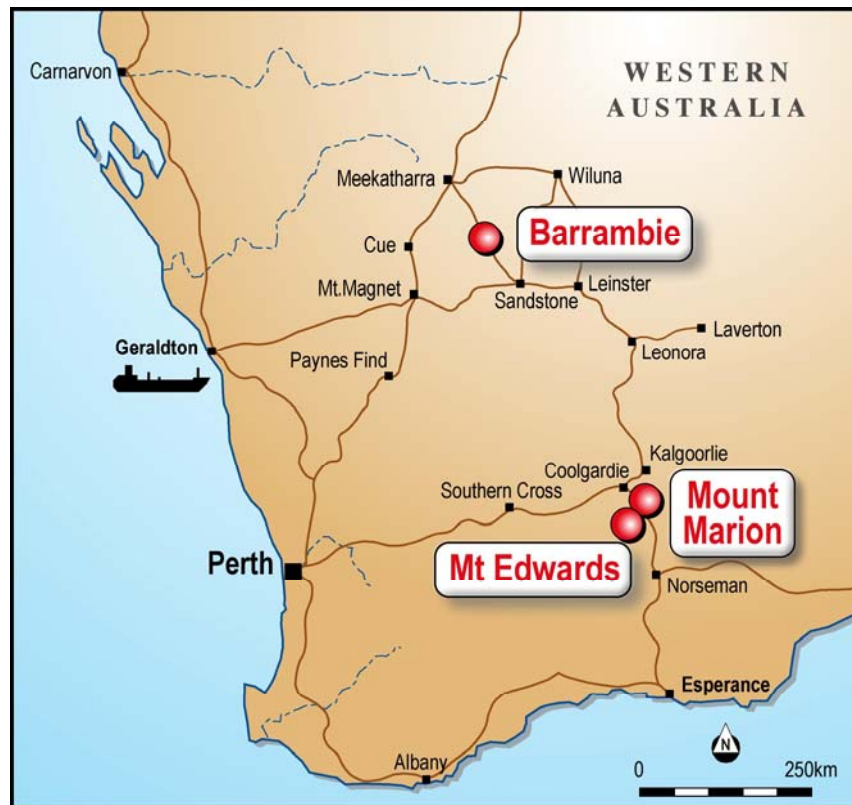 WESTERN
AUSTRALIA
Carnarvon
Meekatharra
Wiluna
Barrambie
Cue
Mt.Magnet
Sandstone
Leinster
Laverton
Leonora
Geraldton
Paynes Find
Kalgoorlie
Coolgardie
Southern Cross
Mount
Marion
Mt Edwards
Perth
Norseman
Esperance
N
Albany
0 250km